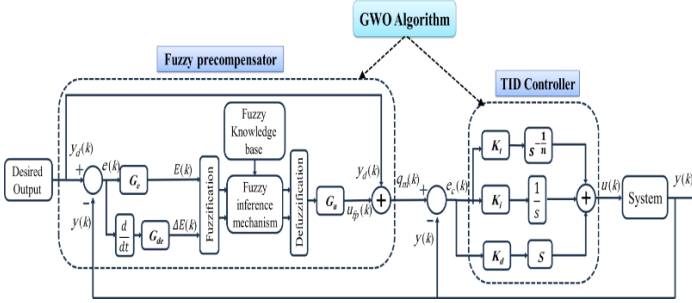 GWO Algorithm
Fuzzy precompensator
TID Controller
Desired
Output
y_d(k)
+
-
y(k)
e(k)
G_e
E(k)
d
dt
G_de
ΔE(k)
Fuzzification
Fuzzy
Knowledge
base
Fuzzy
inference
mechanism
Defuzzification
G_u
u_fp(k)
y_d(k)
+
q_m(k)
+
-
y(k)
e_c(k)
K_t
s^-1/n
K_i
1
s
K_d
S
+
u(k)
System
y(k)